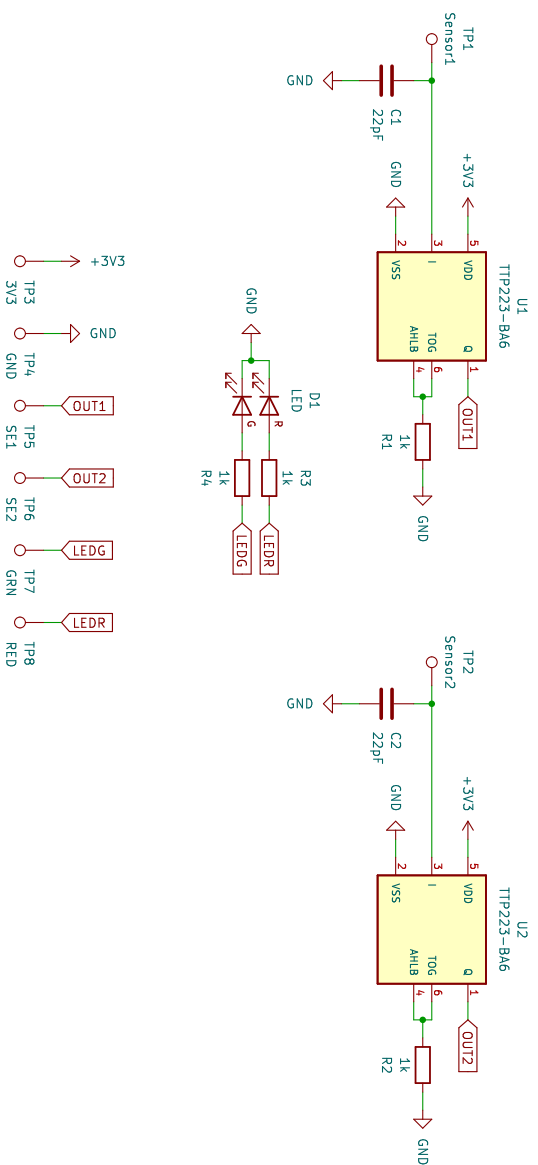 TP1
Sensor1
GND
C1
22pF
+3V3
GND
5
3
2
U1
TTP223-BA6
VDD
I
VSS
Q
TOG
AHLB
1
6
4
OUT1
R1
1k
GND
GND
D1
LED
R
G
R3
1k
R4
1k
LEDR
LEDG
+3V3
TP3
3V3
GND
TP4
GND
OUT1
TP5
SE1
OUT2
TP6
SE2
LEDG
TP7
GRN
LEDR
TP8
RED
TP2
Sensor2
GND
C2
22pF
+3V3
GND
5
3
2
U2
TTP223-BA6
VDD
I
VSS
Q
TOG
AHLB
1
6
4
OUT2
R2
1k
GND